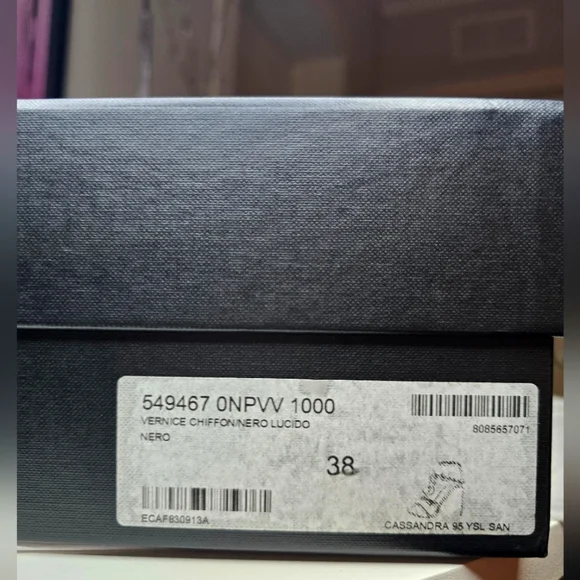 549467 0NPVV 1000
VERNICE CHIFFON/NERO LUCIDO
NERO
8085657071
38
ECAF830913A
CASSANDRA 95 YSL SAN